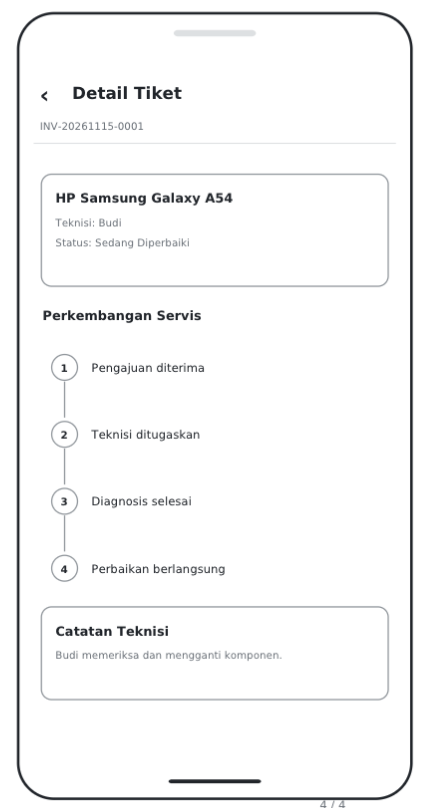 ‹ Detail Tiket
INV-20261115-0001
HP Samsung Galaxy A54
Teknisi: Budi
Status: Sedang Diperbaiki
Perkembangan Servis
1 Pengajuan diterima
2 Teknisi ditugaskan
3 Diagnosis selesai
4 Perbaikan berlangsung
Catatan Teknisi
Budi memeriksa dan mengganti komponen.
4 / 4